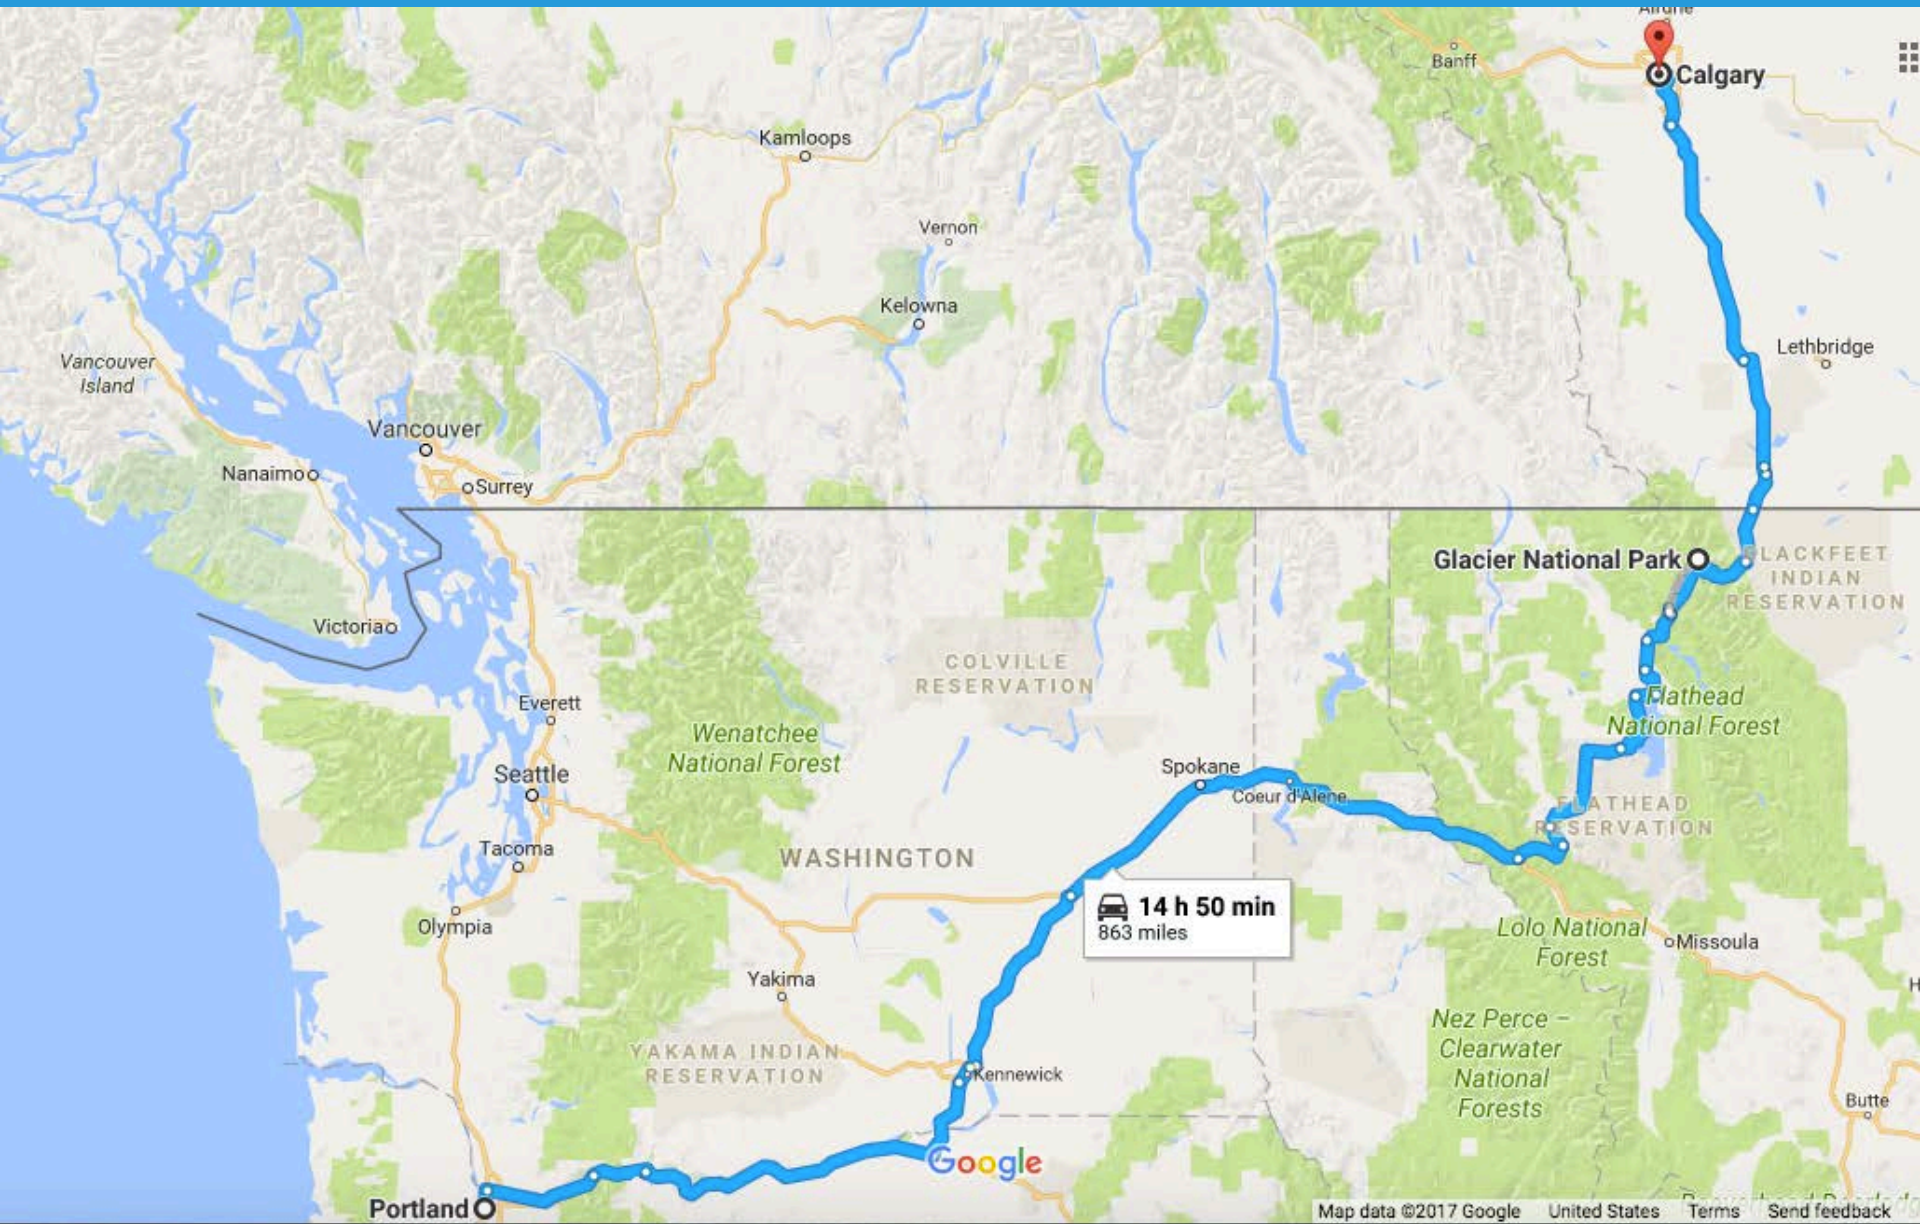 Airdrie
Banff
Calgary
Kamloops
Vernon
Kelowna
Vancouver
Island
Lethbridge
Vancouver
Nanaimo
Surrey
Glacier National Park
BLACKFEET
INDIAN
RESERVATION
Victoria
COLVILLE
RESERVATION
Everett
Flathead
National Forest
Wenatchee
National Forest
Seattle
Spokane
Coeur d'Alene
FLATHEAD
RESERVATION
Tacoma
WASHINGTON
14 h 50 min
863 miles
Olympia
Lolo National
Forest
Missoula
Yakima
H
Nez Perce –
Clearwater
National
Forests
YAKAMA INDIAN
RESERVATION
Kennewick
Butte
Google
Portland
Map data ©2017 Google United States Terms Send feedback